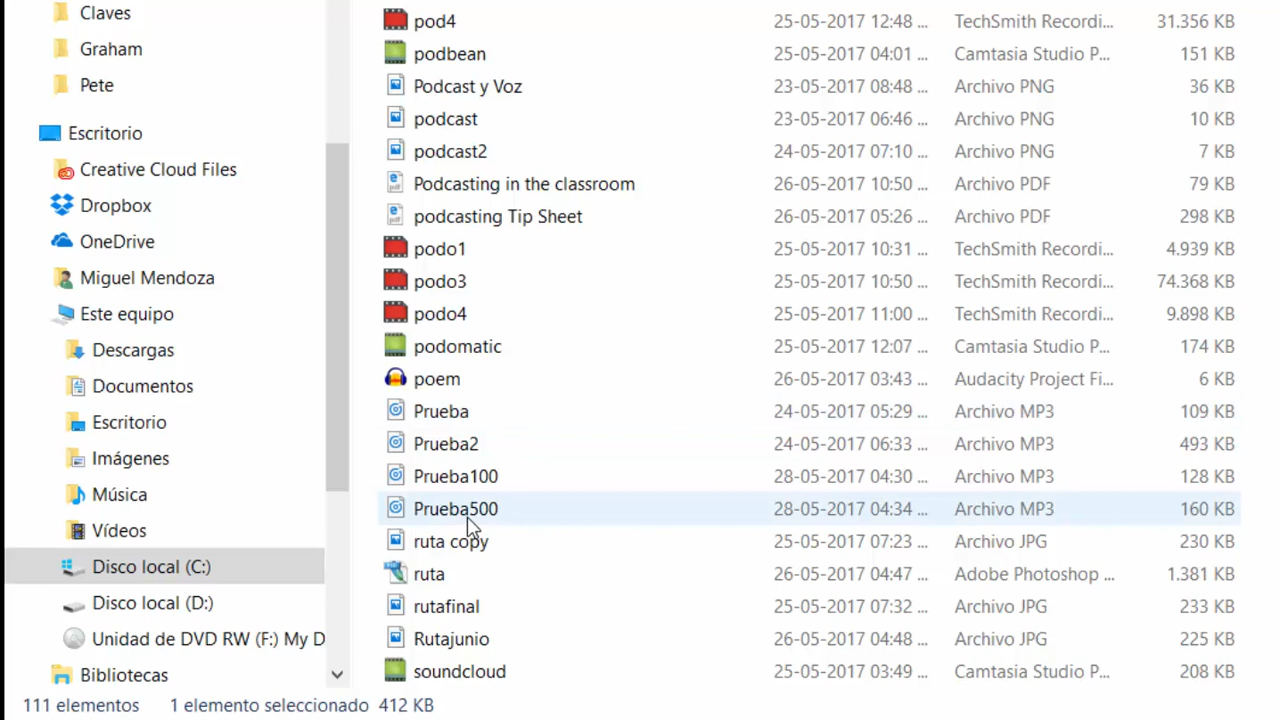 Claves
Graham
Pete
Escritorio
Creative Cloud Files
Dropbox
OneDrive
Miguel Mendoza
Este equipo
Descargas
Documentos
Escritorio
Imágenes
Música
Vídeos
Disco local (C:)
Disco local (D:)
Unidad de DVD RW (F:) My D
Bibliotecas
pod4 25-05-2017 12:48 ... TechSmith Recordi... 31.356 KB
podbean 25-05-2017 04:01 ... Camtasia Studio P... 151 KB
Podcast y Voz 23-05-2017 08:48 ... Archivo PNG 36 KB
podcast 23-05-2017 06:46 ... Archivo PNG 10 KB
podcast2 24-05-2017 07:10 ... Archivo PNG 7 KB
Podcasting in the classroom 26-05-2017 10:50 ... Archivo PDF 79 KB
podcasting Tip Sheet 26-05-2017 05:26 ... Archivo PDF 298 KB
podo1 25-05-2017 10:31 ... TechSmith Recordi... 4.939 KB
podo3 25-05-2017 10:50 ... TechSmith Recordi... 74.368 KB
podo4 25-05-2017 11:00 ... TechSmith Recordi... 9.898 KB
podomatic 25-05-2017 12:07 ... Camtasia Studio P... 174 KB
poem 26-05-2017 03:43 ... Audacity Project Fi... 6 KB
Prueba 24-05-2017 05:29 ... Archivo MP3 109 KB
Prueba2 24-05-2017 06:33 ... Archivo MP3 493 KB
Prueba100 28-05-2017 04:30 ... Archivo MP3 128 KB
Prueba500 28-05-2017 04:34 ... Archivo MP3 160 KB
ruta copy 25-05-2017 07:23 ... Archivo JPG 230 KB
ruta 26-05-2017 04:47 ... Adobe Photoshop ... 1.381 KB
rutafinal 25-05-2017 07:32 ... Archivo JPG 233 KB
Rutajunio 26-05-2017 04:48 ... Archivo JPG 225 KB
soundcloud 25-05-2017 03:49 ... Camtasia Studio P... 208 KB
111 elementos 1 elemento seleccionado 412 KB